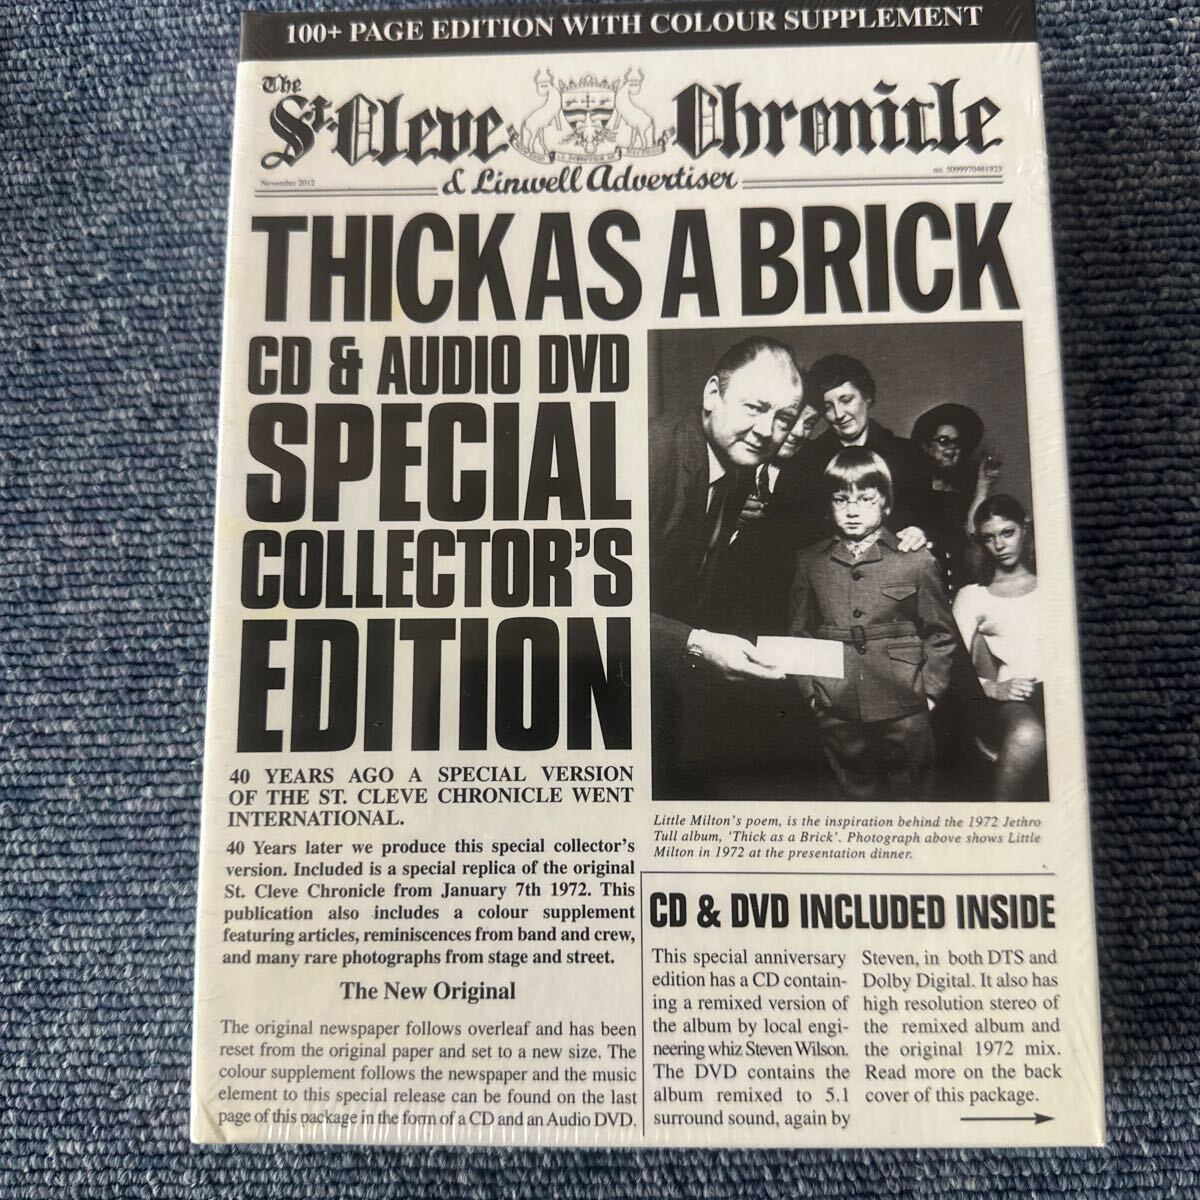 100+ PAGE EDITION WITH COLOUR SUPPLEMENT
The
St. Cleve Chronicle
& Linwell Advertiser
November 2012
no. 5099970461923
THICK AS A BRICK
CD & AUDIO DVD
SPECIAL
COLLECTOR'S
EDITION
40 YEARS AGO A SPECIAL VERSION
OF THE ST. CLEVE CHRONICLE WENT
INTERNATIONAL.
40 Years later we produce this special collector's
version. Included is a special replica of the original
St. Cleve Chronicle from January 7th 1972. This
publication also includes a colour supplement
featuring articles, reminiscences from band and crew,
and many rare photographs from stage and street.
The New Original
The original newspaper follows overleaf and has been
reset from the original paper and set to a new size. The
colour supplement follows the newspaper and the music
element to this special release can be found on the last
page of this package in the form of a CD and an Audio DVD.
Little Milton's poem, is the inspiration behind the 1972 Jethro
Tull album, 'Thick as a Brick'. Photograph above shows Little
Milton in 1972 at the presentation dinner.
CD & DVD INCLUDED INSIDE
This special anniversary
edition has a CD contain-
ing a remixed version of
the album by local engi-
neering whiz Steven Wilson.
The DVD contains the
album remixed to 5.1
surround sound, again by
Steven, in both DTS and
Dolby Digital. It also has
high resolution stereo of
the remixed album and
the original 1972 mix.
Read more on the back
cover of this package.